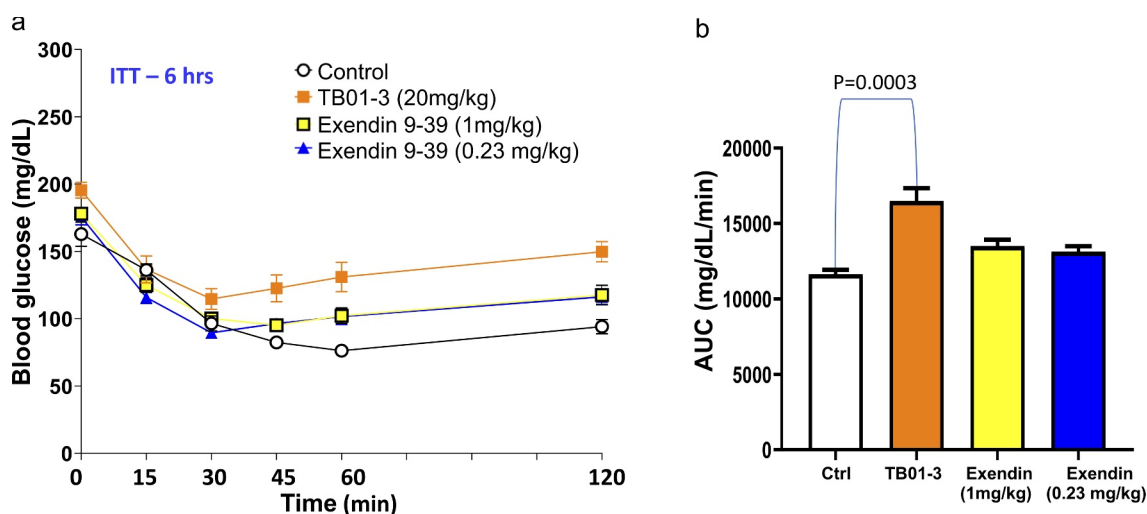 a
300
250
200
150
100
50
0
Blood glucose (mg/dL)
ITT – 6 hrs
Control
TB01-3 (20mg/kg)
Exendin 9-39 (1mg/kg)
Exendin 9-39 (0.23 mg/kg)
0 15 30 45 60 120
Time (min)
b
P=0.0003
20000
15000
10000
5000
0
AUC (mg/dL/min)
Ctrl TB01-3 Exendin Exendin
(1mg/kg) (0.23 mg/kg)